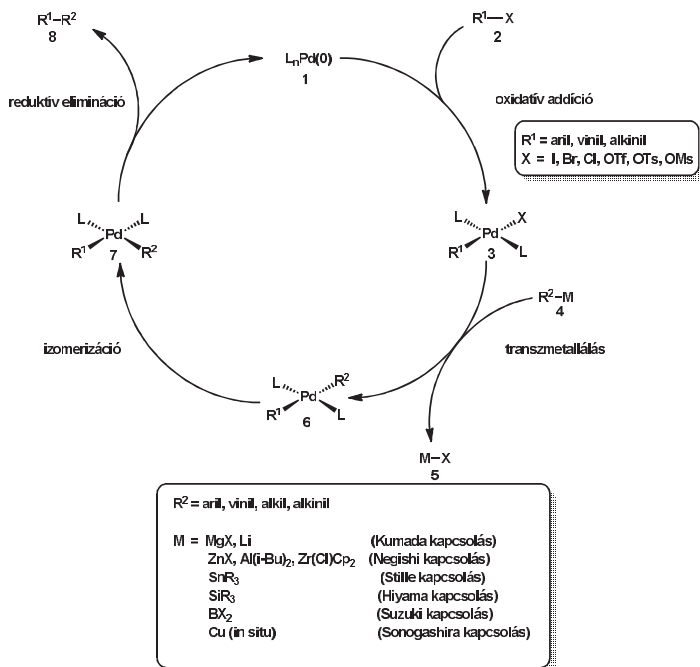 R¹–R²
8
R¹—X
2
LₙPd(0)
1
reduktív elimináció
oxidatív addíció
R¹ = aril, vinil, alkinil
X = I, Br, Cl, OTf, OTs, OMs
L L
Pd
R¹ 7 R²
L X
Pd
R¹ 3 L
R²–M
4
izomerizáció
transzmetallálás
L R²
Pd
R¹ 6 L
M–X
5
R² = aril, vinil, alkil, alkinil
M = MgX, Li (Kumada kapcsolás)
ZnX, Al(i-Bu)₂, Zr(Cl)Cp₂ (Negishi kapcsolás)
SnR₃ (Stille kapcsolás)
SiR₃ (Hiyama kapcsolás)
BX₂ (Suzuki kapcsolás)
Cu (in situ) (Sonogashira kapcsolás)